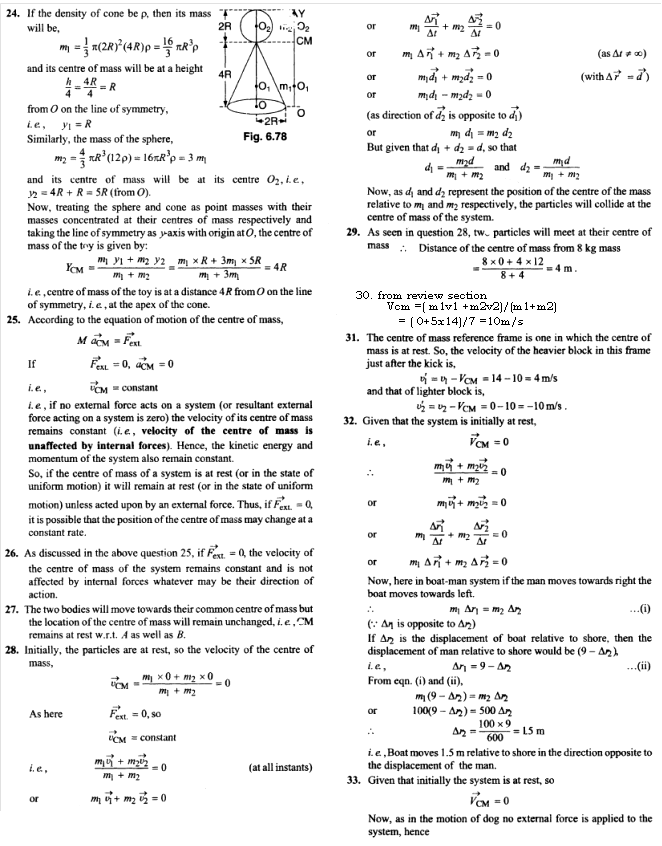 24. If the density of cone be ρ, then its mass
will be,
m₁ = 1/3 π(2R)²(4R)ρ = 16/3 πR³ρ
and its centre of mass will be at a height
h/4 = 4R/4 = R
from O on the line of symmetry,
i.e., y₁ = R
Similarly, the mass of the sphere,
m₂ = 4/3 πR³(12ρ) = 16πR³ρ = 3 m₁
Y
2R
O₂
O₂
CM
4R
O₁
m₁
O₁
O
O
2R
Fig. 6.78
and its centre of mass will be at its centre O₂, i.e.,
y₂ = 4R + R = 5R (from O).
Now, treating the sphere and cone as point masses with their
masses concentrated at their centres of mass respectively and
taking the line of symmetry as y-axis with origin at O, the centre of
mass of the toy is given by:
Y_CM = (m₁ y₁ + m₂ y₂)/(m₁ + m₂) = (m₁ × R + 3m₁ × 5R)/(m₁ + 3m₁) = 4R
i.e., centre of mass of the toy is at a distance 4R from O on the line
of symmetry, i.e., at the apex of the cone.
25. According to the equation of motion of the centre of mass,
M a⃗_CM = F⃗_ext.
If F⃗_ext. = 0, a⃗_CM = 0
i.e., v⃗_CM = constant
i.e., if no external force acts on a system (or resultant external
force acting on a system is zero) the velocity of its centre of mass
remains constant (i.e., velocity of the centre of mass is
unaffected by internal forces). Hence, the kinetic energy and
momentum of the system also remain constant.
So, if the centre of mass of a system is at rest (or in the state of
uniform motion) it will remain at rest (or in the state of uniform
motion) unless acted upon by an external force. Thus, if F⃗_ext. = 0,
it is possible that the position of the centre of mass may change at a
constant rate.
26. As discussed in the above question 25, if F⃗_ext. = 0, the velocity of
the centre of mass of the system remains constant and is not
affected by internal forces whatever may be their direction of
action.
27. The two bodies will move towards their common centre of mass but
the location of the centre of mass will remain unchanged, i.e., CM
remains at rest w.r.t. A as well as B.
28. Initially, the particles are at rest, so the velocity of the centre of
mass,
v⃗_CM = (m₁ × 0 + m₂ × 0)/(m₁ + m₂) = 0
As here F⃗_ext. = 0, so
v⃗_CM = constant
i.e., (m₁v⃗₁ + m₂v⃗₂)/(m₁ + m₂) = 0 (at all instants)
or m₁ v⃗₁ + m₂ v⃗₂ = 0
or m₁ Δr⃗₁/Δt + m₂ Δr⃗₂/Δt = 0
or m₁ Δr⃗₁ + m₂ Δr⃗₂ = 0 (as Δt ≠ ∞)
or m₁d⃗₁ + m₂d⃗₂ = 0 (with Δr⃗ = d⃗)
or m₁d₁ − m₂d₂ = 0
(as direction of d⃗₂ is opposite to d⃗₁)
or m₁ d₁ = m₂ d₂
But given that d₁ + d₂ = d, so that
d₁ = m₂d/(m₁ + m₂) and d₂ = m₁d/(m₁ + m₂)
Now, as d₁ and d₂ represent the position of the centre of the mass
relative to m₁ and m₂ respectively, the particles will collide at the
centre of mass of the system.
29. As seen in question 28, two particles will meet at their centre of
mass ∴ Distance of the centre of mass from 8 kg mass
= (8 × 0 + 4 × 12)/(8 + 4) = 4 m.
30. from review section
Vcm =(m1v1 +m2v2)/(m1+m2)
= ( 0+5x14)/7 =10m/s
31. The centre of mass reference frame is one in which the centre of
mass is at rest. So, the velocity of the heavier block in this frame
just after the kick is,
v₁′ = v₁ − V_CM = 14 − 10 = 4 m/s
and that of lighter block is,
v₂′ = v₂ − V_CM = 0 − 10 = −10 m/s.
32. Given that the system is initially at rest,
i.e., V⃗_CM = 0
∴ (m₁v⃗₁ + m₂v⃗₂)/(m₁ + m₂) = 0
or m₁v⃗₁ + m₂v⃗₂ = 0
or m₁ Δr⃗₁/Δt + m₂ Δr⃗₂/Δt = 0
or m₁ Δr⃗₁ + m₂ Δr⃗₂ = 0
Now, here in boat-man system if the man moves towards right the
boat moves towards left.
∴ m₁ Δr₁ = m₂ Δr₂ ...(i)
(∵ Δr₁ is opposite to Δr₂)
If Δr₂ is the displacement of boat relative to shore, then the
displacement of man relative to shore would be (9 − Δr₂),
i.e., Δr₁ = 9 − Δr₂ ...(ii)
From eqn. (i) and (ii),
m₁(9 − Δr₂) = m₂ Δr₂
or 100(9 − Δr₂) = 500 Δr₂
∴ Δr₂ = (100 × 9)/600 = 1.5 m
i.e., Boat moves 1.5 m relative to shore in the direction opposite to
the displacement of the man.
33. Given that initially the system is at rest, so
V⃗_CM = 0
Now, as in the motion of dog no external force is applied to the
system, hence